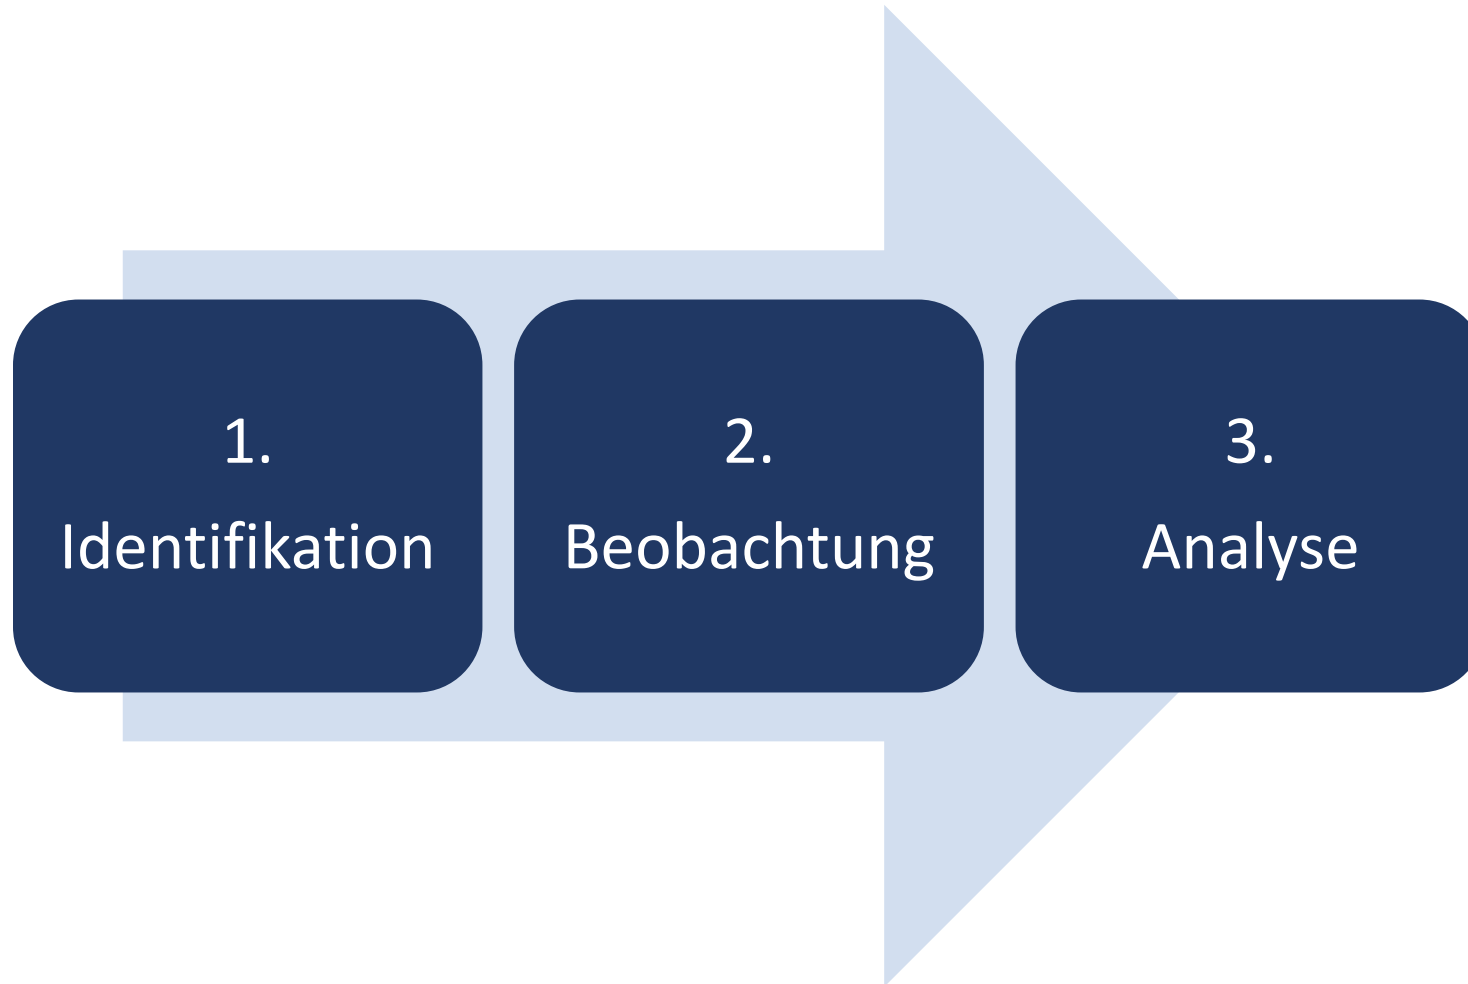 1.
Identifikation
2.
Beobachtung
3.
Analyse